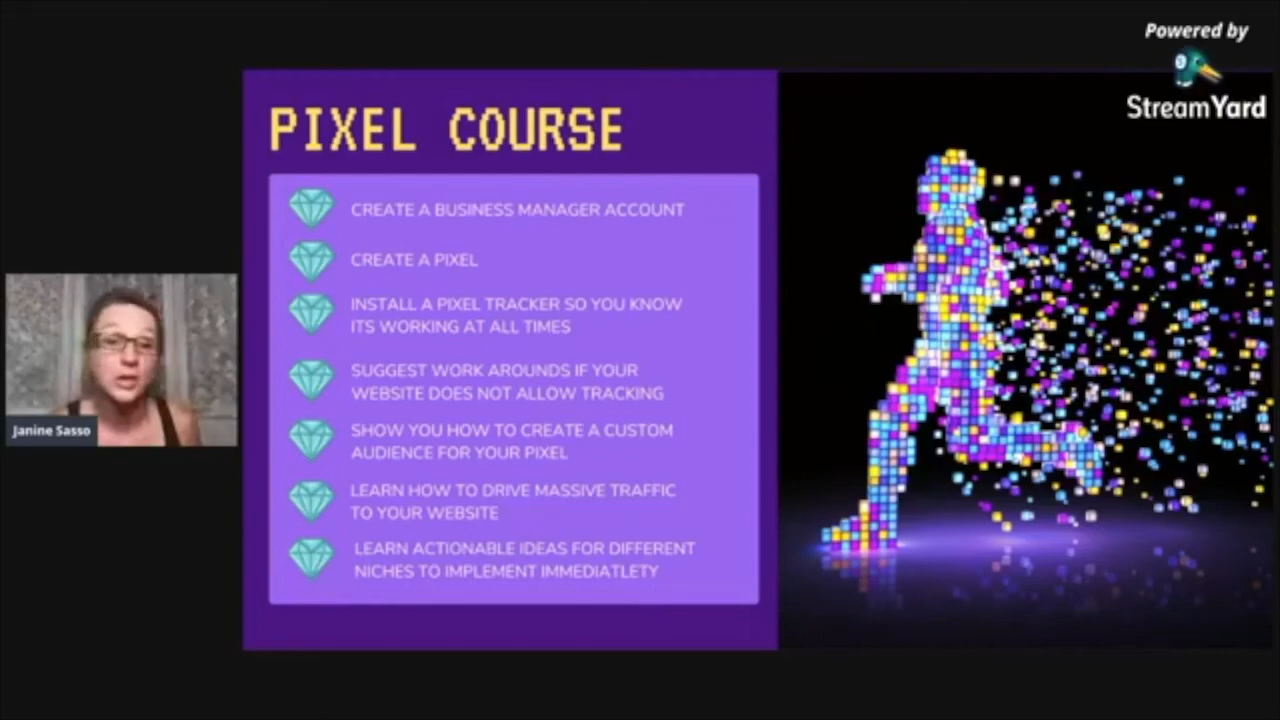 Powered by
StreamYard
PIXEL COURSE
CREATE A BUSINESS MANAGER ACCOUNT
CREATE A PIXEL
INSTALL A PIXEL TRACKER SO YOU KNOW
ITS WORKING AT ALL TIMES
SUGGEST WORK AROUNDS IF YOUR
WEBSITE DOES NOT ALLOW TRACKING
SHOW YOU HOW TO CREATE A CUSTOM
AUDIENCE FOR YOUR PIXEL
LEARN HOW TO DRIVE MASSIVE TRAFFIC
TO YOUR WEBSITE
LEARN ACTIONABLE IDEAS FOR DIFFERENT
NICHES TO IMPLEMENT IMMEDIATLETY
Janine Sasso